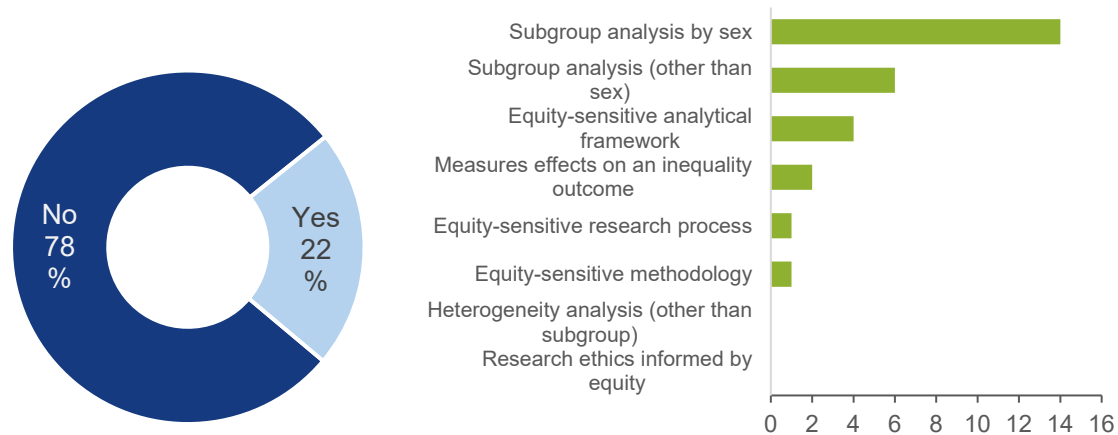 No
78
%
Yes
22
%
Subgroup analysis by sex
Subgroup analysis (other than
sex)
Equity-sensitive analytical
framework
Measures effects on an inequality
outcome
Equity-sensitive research process
Equity-sensitive methodology
Heterogeneity analysis (other than
subgroup)
Research ethics informed by
equity
0 2 4 6 8 10 12 14 16